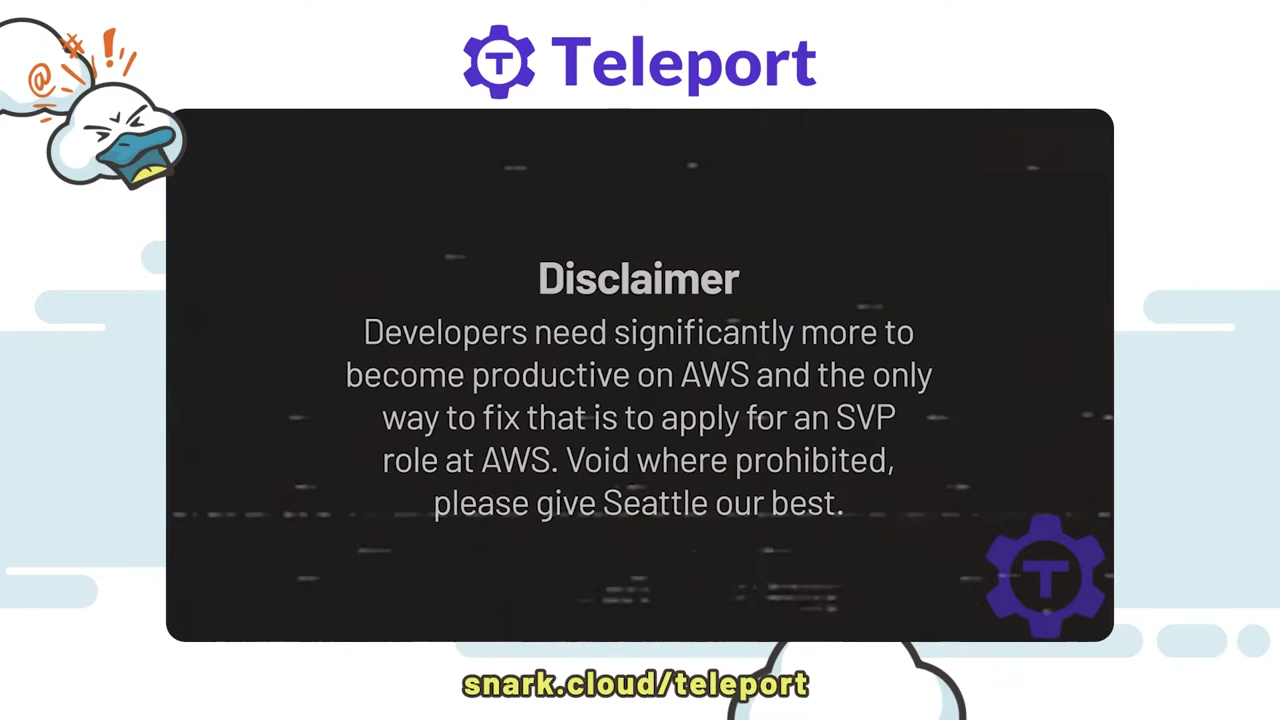 Teleport
Disclaimer
Developers need significantly more to
become productive on AWS and the only
way to fix that is to apply for an SVP
role at AWS. Void where prohibited,
please give Seattle our best.
T
snark.cloud/teleport